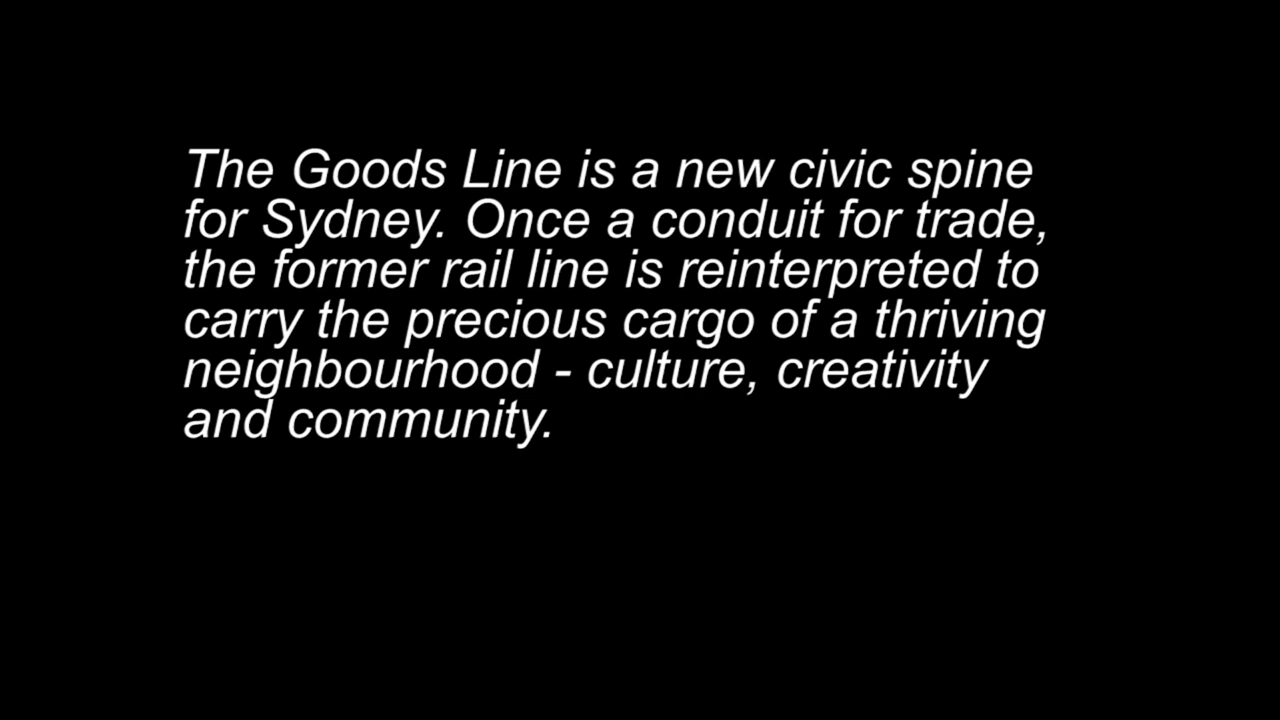 The Goods Line is a new civic spine
for Sydney. Once a conduit for trade,
the former rail line is reinterpreted to
carry the precious cargo of a thriving
neighbourhood - culture, creativity
and community.